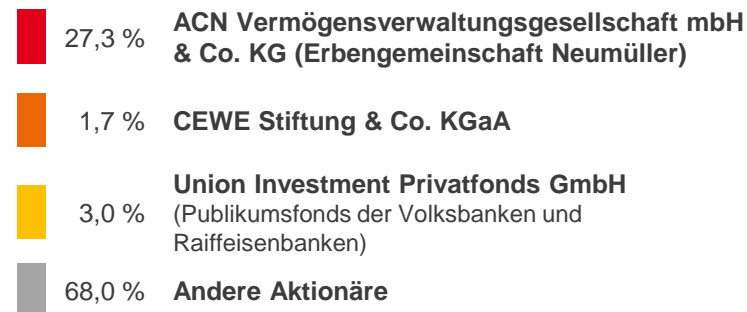 27,3 % ACN Vermögensverwaltungsgesellschaft mbH
& Co. KG (Erbengemeinschaft Neumüller)
1,7 % CEWE Stiftung & Co. KGaA
3,0 % Union Investment Privatfonds GmbH
(Publikumsfonds der Volksbanken und
Raiffeisenbanken)
68,0 % Andere Aktionäre